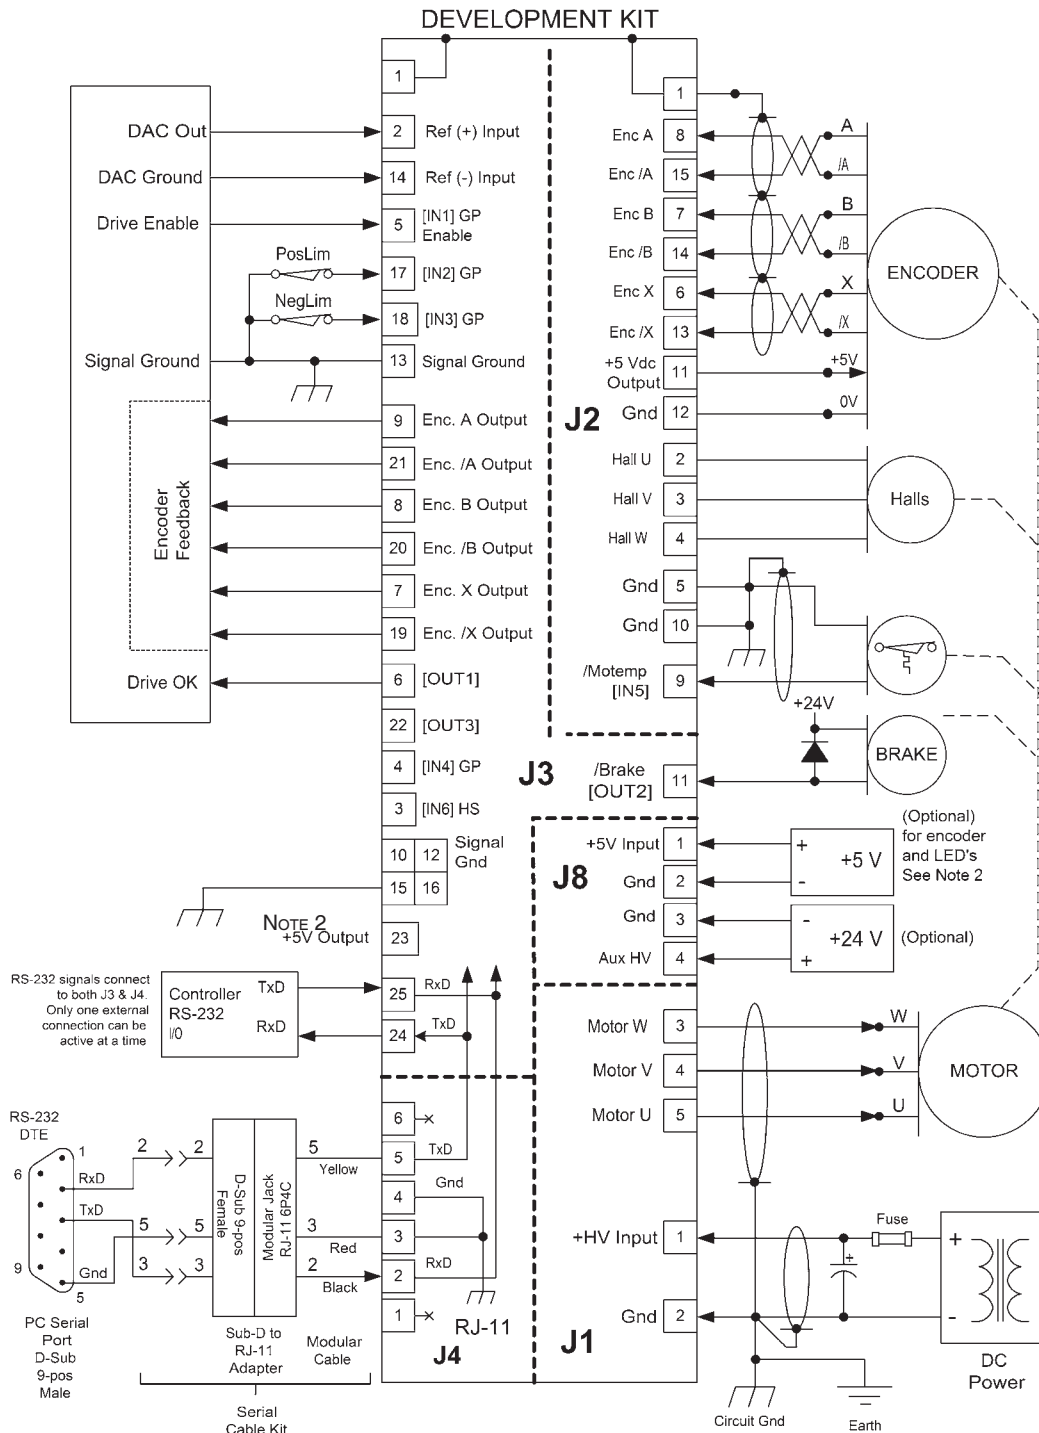 DEVELOPMENT KIT
DAC Out
DAC Ground
Drive Enable
PosLim
NegLim
Signal Ground
Encoder
Feedback
Drive OK
1
2 Ref (+) Input
14 Ref (-) Input
5 [IN1] GP
Enable
17 [IN2] GP
18 [IN3] GP
13 Signal Ground
9 Enc. A Output
21 Enc. /A Output
8 Enc. B Output
20 Enc. /B Output
7 Enc. X Output
19 Enc. /X Output
6 [OUT1]
22 [OUT3]
4 [IN4] GP
3 [IN6] HS
10 12 Signal
Gnd
15 16
NOTE 2
+5V Output 23
J3
1
Enc A 8 A
Enc /A 15 /A
Enc B 7 B
Enc /B 14 /B
Enc X 6 X
Enc /X 13 /X
+5 Vdc
Output 11 +5V
Gnd 12 0V
ENCODER
J2
Hall U 2
Hall V 3
Hall W 4
Halls
Gnd 5
Gnd 10
/Motemp
[IN5] 9
+24V
BRAKE
/Brake
[OUT2] 11
J8
+5V Input 1 +
+5 V
Gnd 2 -
(Optional)
for encoder
and LED's
See Note 2
Gnd 3 -
+24 V (Optional)
Aux HV 4 +
RS-232 signals connect
to both J3 & J4.
Only one external
connection can be
active at a time
Controller
RS-232
I/0
TxD
RxD
25 RxD
24 TxD
Motor W 3 W
Motor V 4 V
Motor U 5 U
MOTOR
RS-232
DTE
1
6
RxD
TxD
9
Gnd
5
PC Serial
Port
D-Sub
9-pos
Male
2 2
5 5
3 3
D-Sub 9-pos
Female
Modular Jack
RJ-11 6P4C
5
Yellow
3
Red
2
Black
Sub-D to
RJ-11
Adapter
Modular
Cable
Serial
Cable Kit
6
5 TxD
4 Gnd
3
2 RxD
1
RJ-11
J4
J1
+HV Input 1
Gnd 2
Fuse
+
+
-
DC
Power
Circuit Gnd
Earth